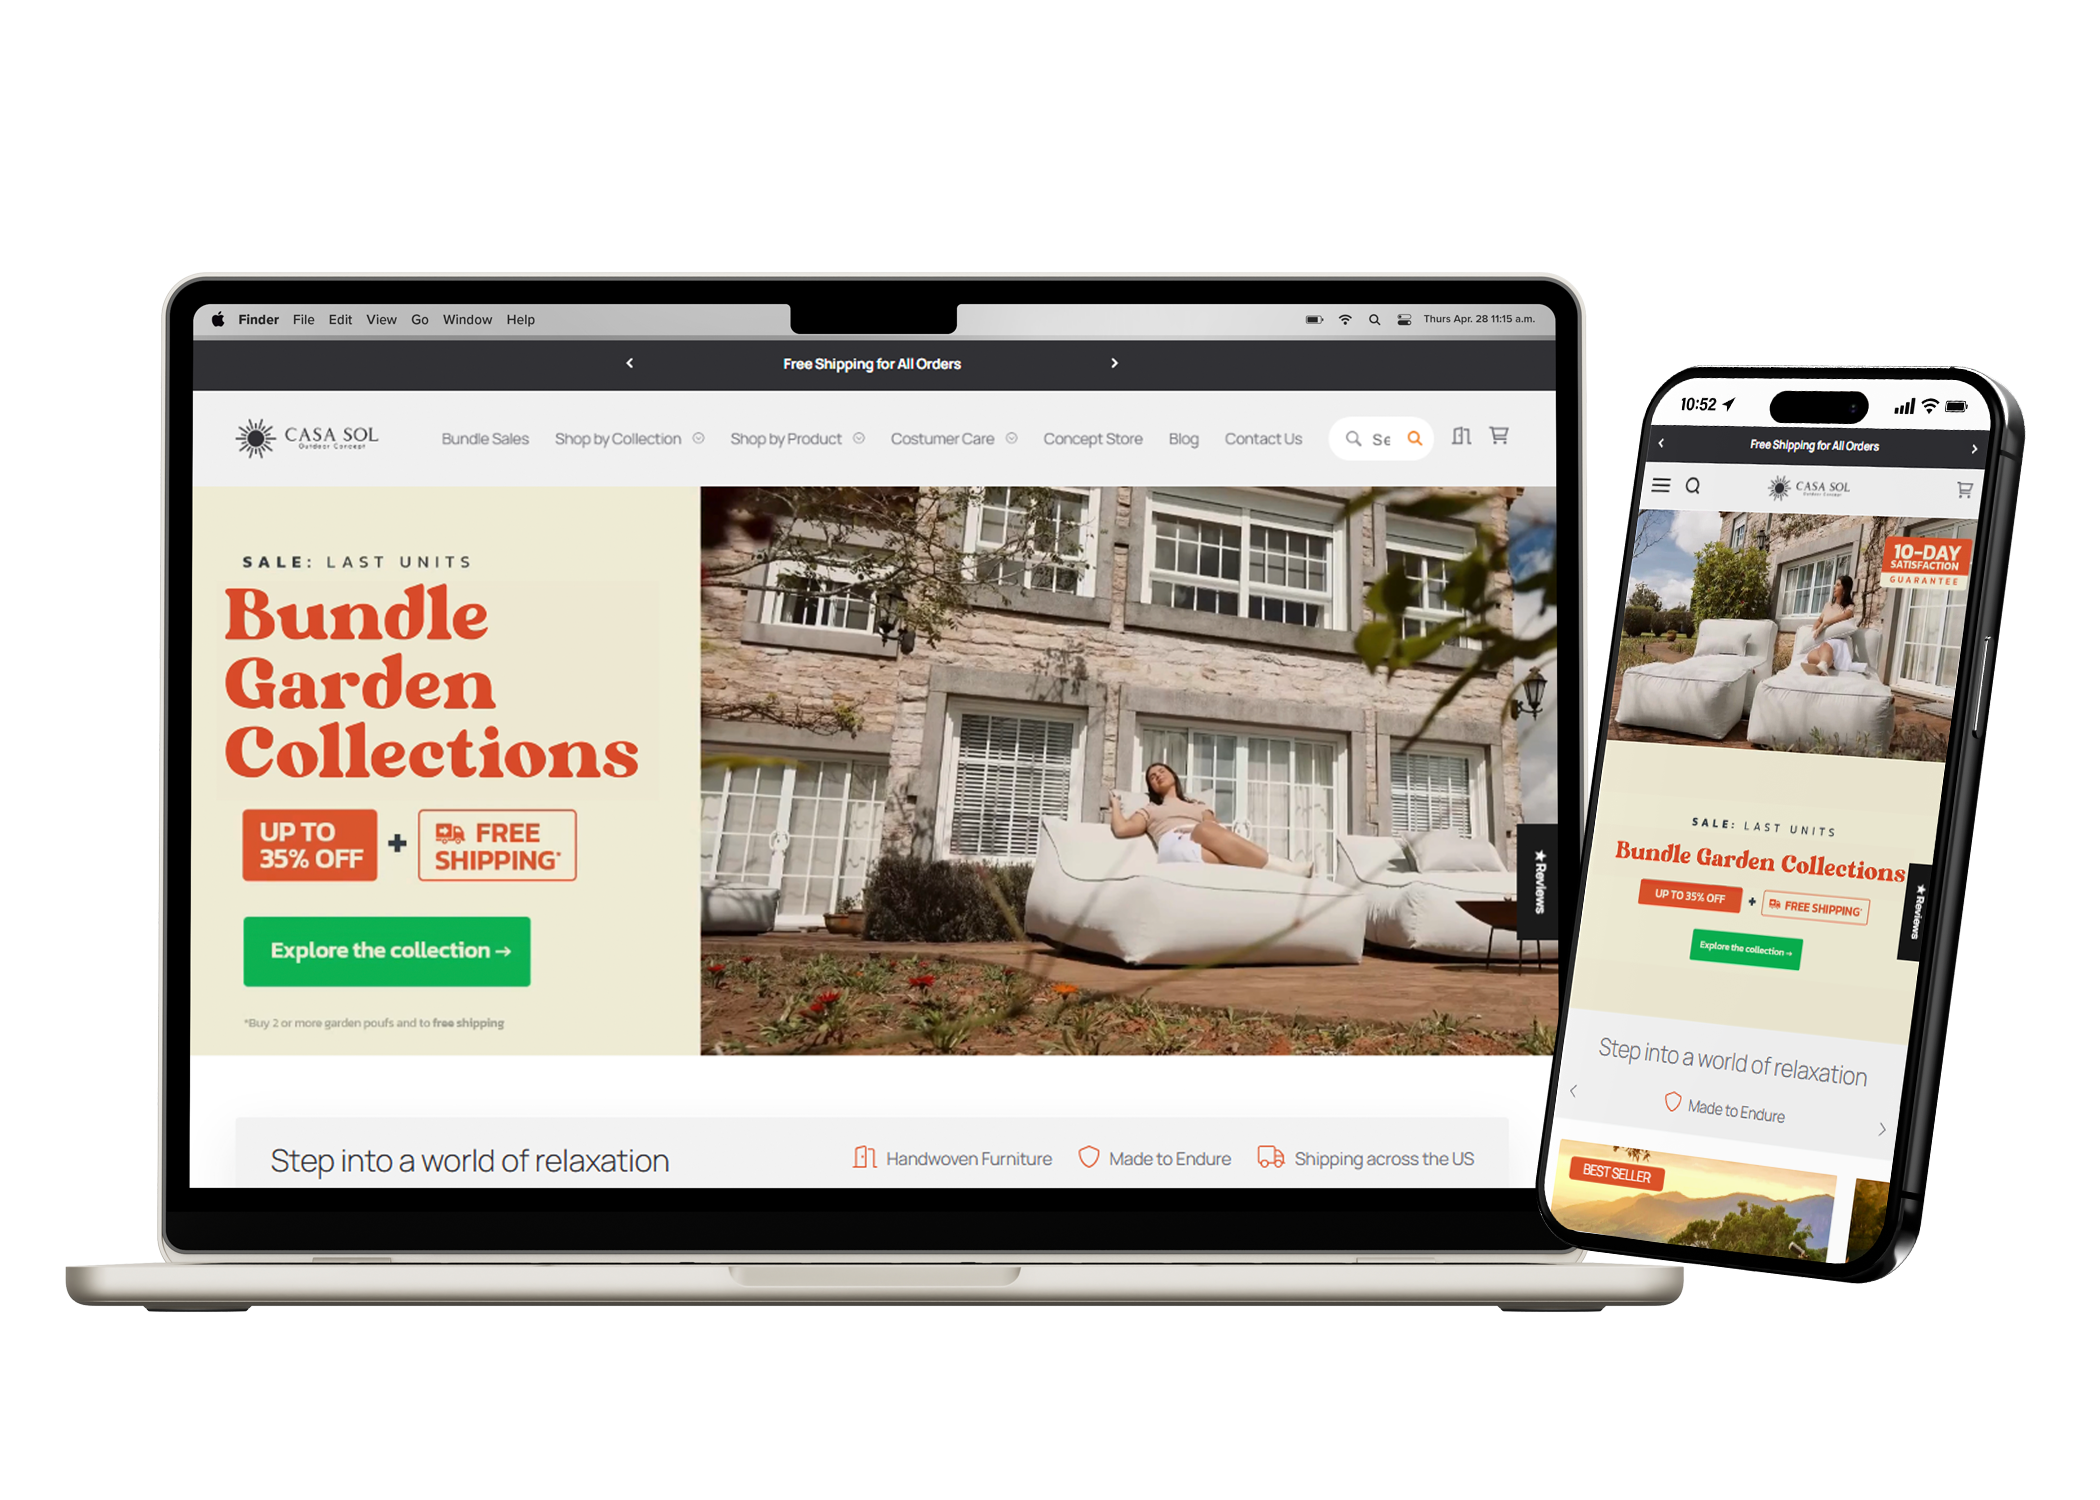 Finder File Edit View Go Window Help
Thurs Apr. 28 11:15 a.m.
Free Shipping for All Orders
CASA SOL
Outdoor Concept
Bundle Sales
Shop by Collection
Shop by Product
Costumer Care
Concept Store
Blog
Contact Us
Se
SALE: LAST UNITS
Bundle
Garden
Collections
UP TO
35% OFF
+
FREE
SHIPPING*
Explore the collection →
*Buy 2 or more garden poufs and to free shipping
★ Reviews
Step into a world of relaxation
Handwoven Furniture
Made to Endure
Shipping across the US
10:52
Free Shipping for All Orders
CASA SOL
Outdoor Concept
10-DAY
SATISFACTION
GUARANTEE
SALE: LAST UNITS
Bundle Garden Collections
UP TO 35% OFF + FREE SHIPPING*
Explore the collection →
★ Reviews
Step into a world of relaxation
Made to Endure
BEST SELLER